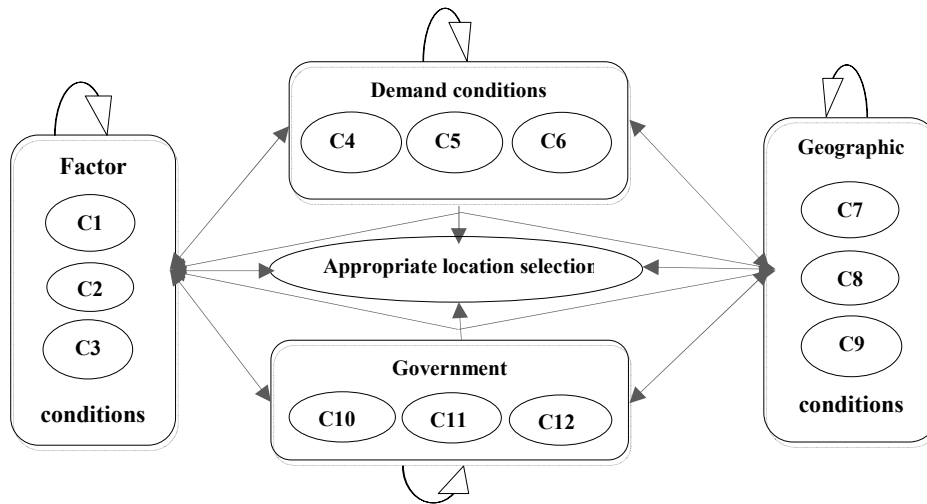 Demand conditions
C4 C5 C6
Factor
C1
C2
C3
conditions
Geographic
C7
C8
C9
conditions
Appropriate location selection
Government
C10 C11 C12